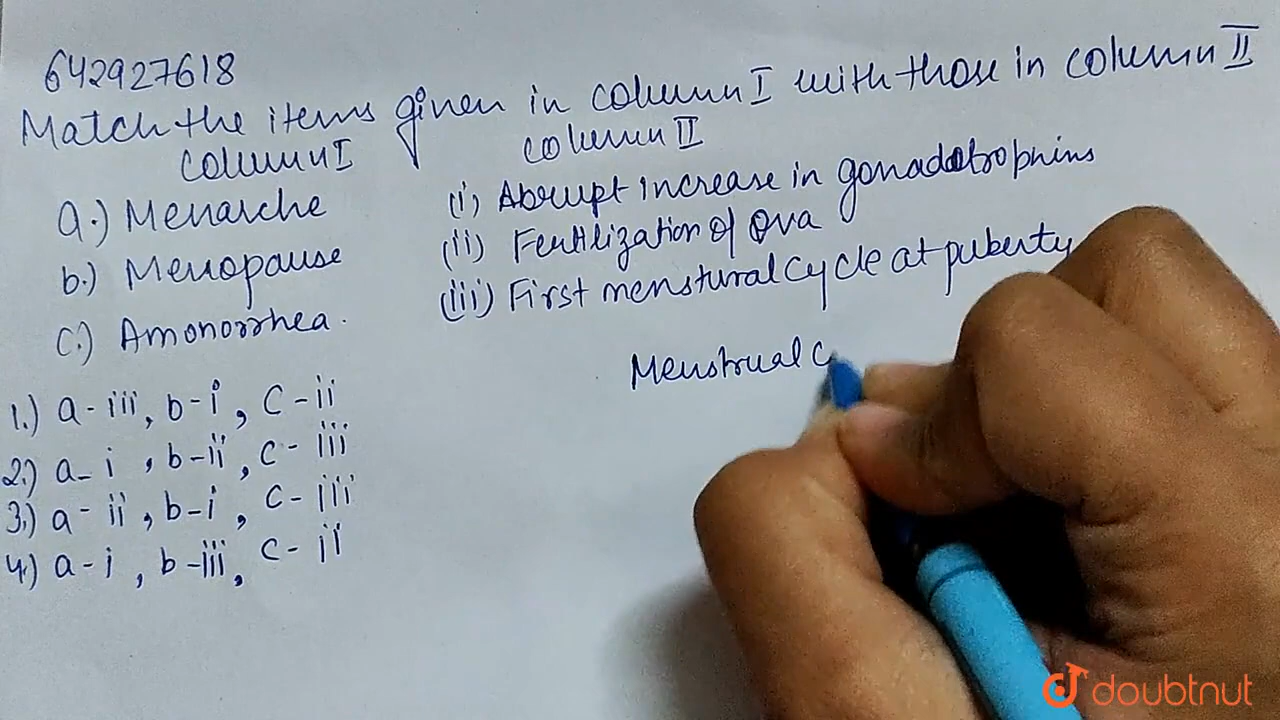 642927618
Match the items given in column I with those in column II
column I column II
a.) Menarche (i) Abrupt increase in gonadotrophins
b.) Menopause (ii) Fertilization of Ova
c.) Amonorrhea. (iii) First menstural cycle at puberty
Menstrual c
1.) a - iii, b - i, C - ii
2.) a - i, b - ii, c - iii
3.) a - ii, b - i, c - iii
4.) a - i, b - iii, c - ii
doubtnut